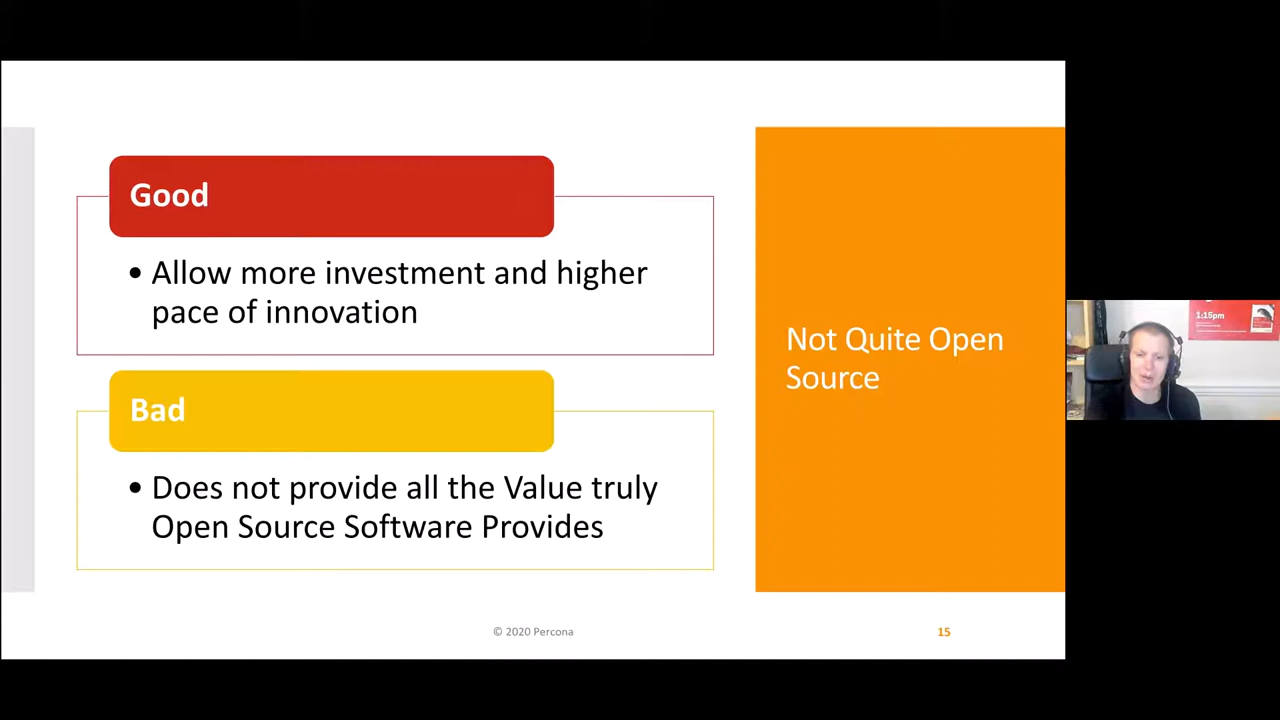 Good
• Allow more investment and higher
pace of innovation
Bad
• Does not provide all the Value truly
Open Source Software Provides
Not Quite Open
Source
© 2020 Percona
15
1:15pm